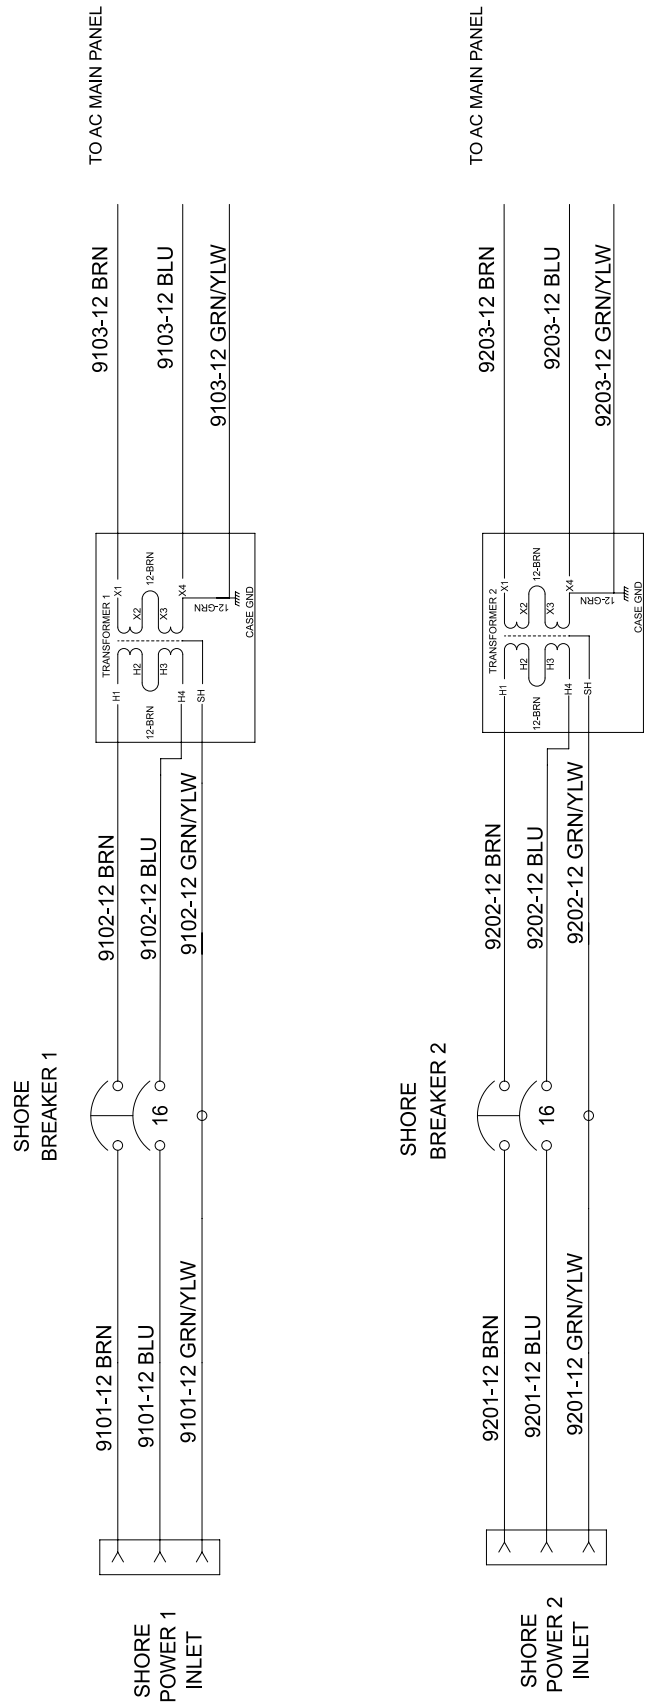 SHORE
POWER 1
INLET
9101-12 BRN
9101-12 BLU
9101-12 GRN/YLW
SHORE
BREAKER 1
16
9102-12 BRN
9102-12 BLU
9102-12 GRN/YLW
TRANSFORMER 1
H1
H2
H3
H4
SH
12-BRN
X1
X2
X3
X4
12-BRN
12-GRN
CASE GND
9103-12 BRN
9103-12 BLU
9103-12 GRN/YLW
TO AC MAIN PANEL
SHORE
POWER 2
INLET
9201-12 BRN
9201-12 BLU
9201-12 GRN/YLW
SHORE
BREAKER 2
16
9202-12 BRN
9202-12 BLU
9202-12 GRN/YLW
TRANSFORMER 2
H1
H2
H3
H4
SH
12-BRN
X1
X2
X3
X4
12-BRN
12-GRN
CASE GND
9203-12 BRN
9203-12 BLU
9203-12 GRN/YLW
TO AC MAIN PANEL